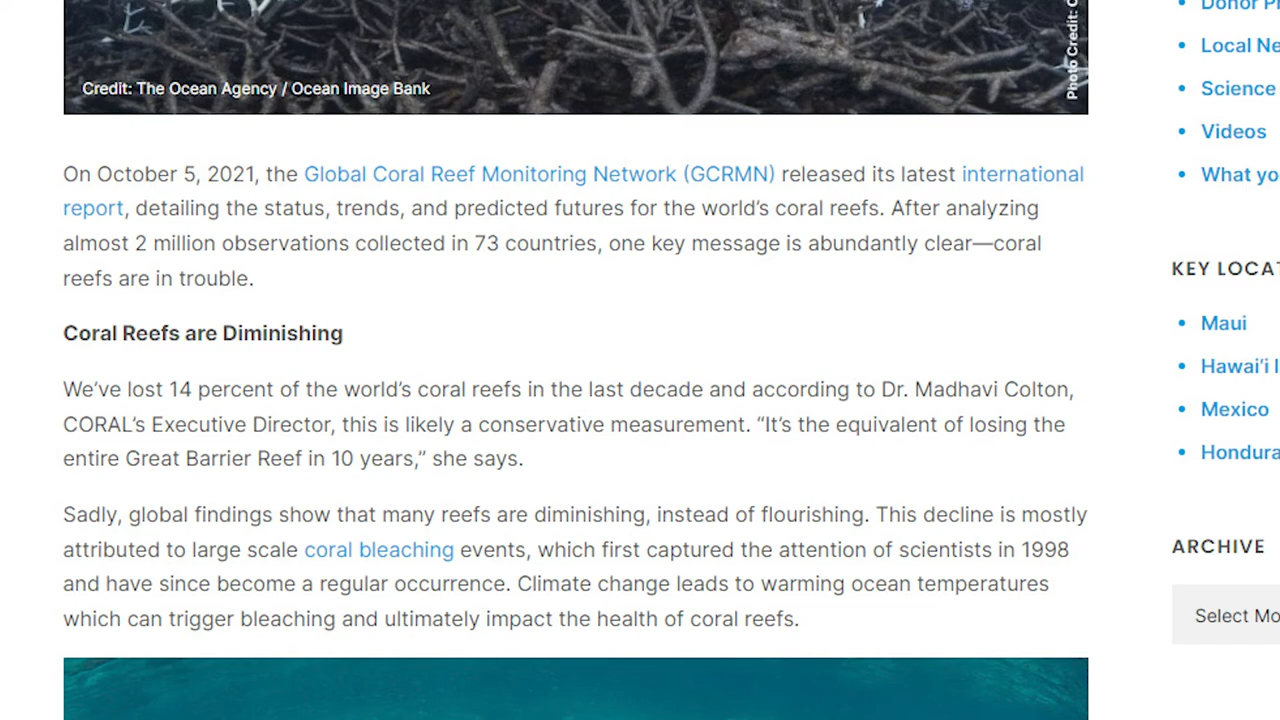 Credit: The Ocean Agency / Ocean Image Bank
Photo Credit:
On October 5, 2021, the Global Coral Reef Monitoring Network (GCRMN) released its latest international
report, detailing the status, trends, and predicted futures for the world’s coral reefs. After analyzing
almost 2 million observations collected in 73 countries, one key message is abundantly clear—coral
reefs are in trouble.
Coral Reefs are Diminishing
We’ve lost 14 percent of the world’s coral reefs in the last decade and according to Dr. Madhavi Colton,
CORAL’s Executive Director, this is likely a conservative measurement. “It’s the equivalent of losing the
entire Great Barrier Reef in 10 years,” she says.
Sadly, global findings show that many reefs are diminishing, instead of flourishing. This decline is mostly
attributed to large scale coral bleaching events, which first captured the attention of scientists in 1998
and have since become a regular occurrence. Climate change leads to warming ocean temperatures
which can trigger bleaching and ultimately impact the health of coral reefs.
Donor
Local
Science
Videos
What
KEY
Maui
Hawai‘i
Mexico
ARCHIVE
Select